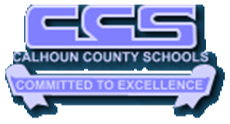 CCS
CALHOUN COUNTY SCHOOLS
COMMITTED TO EXCELLENCE